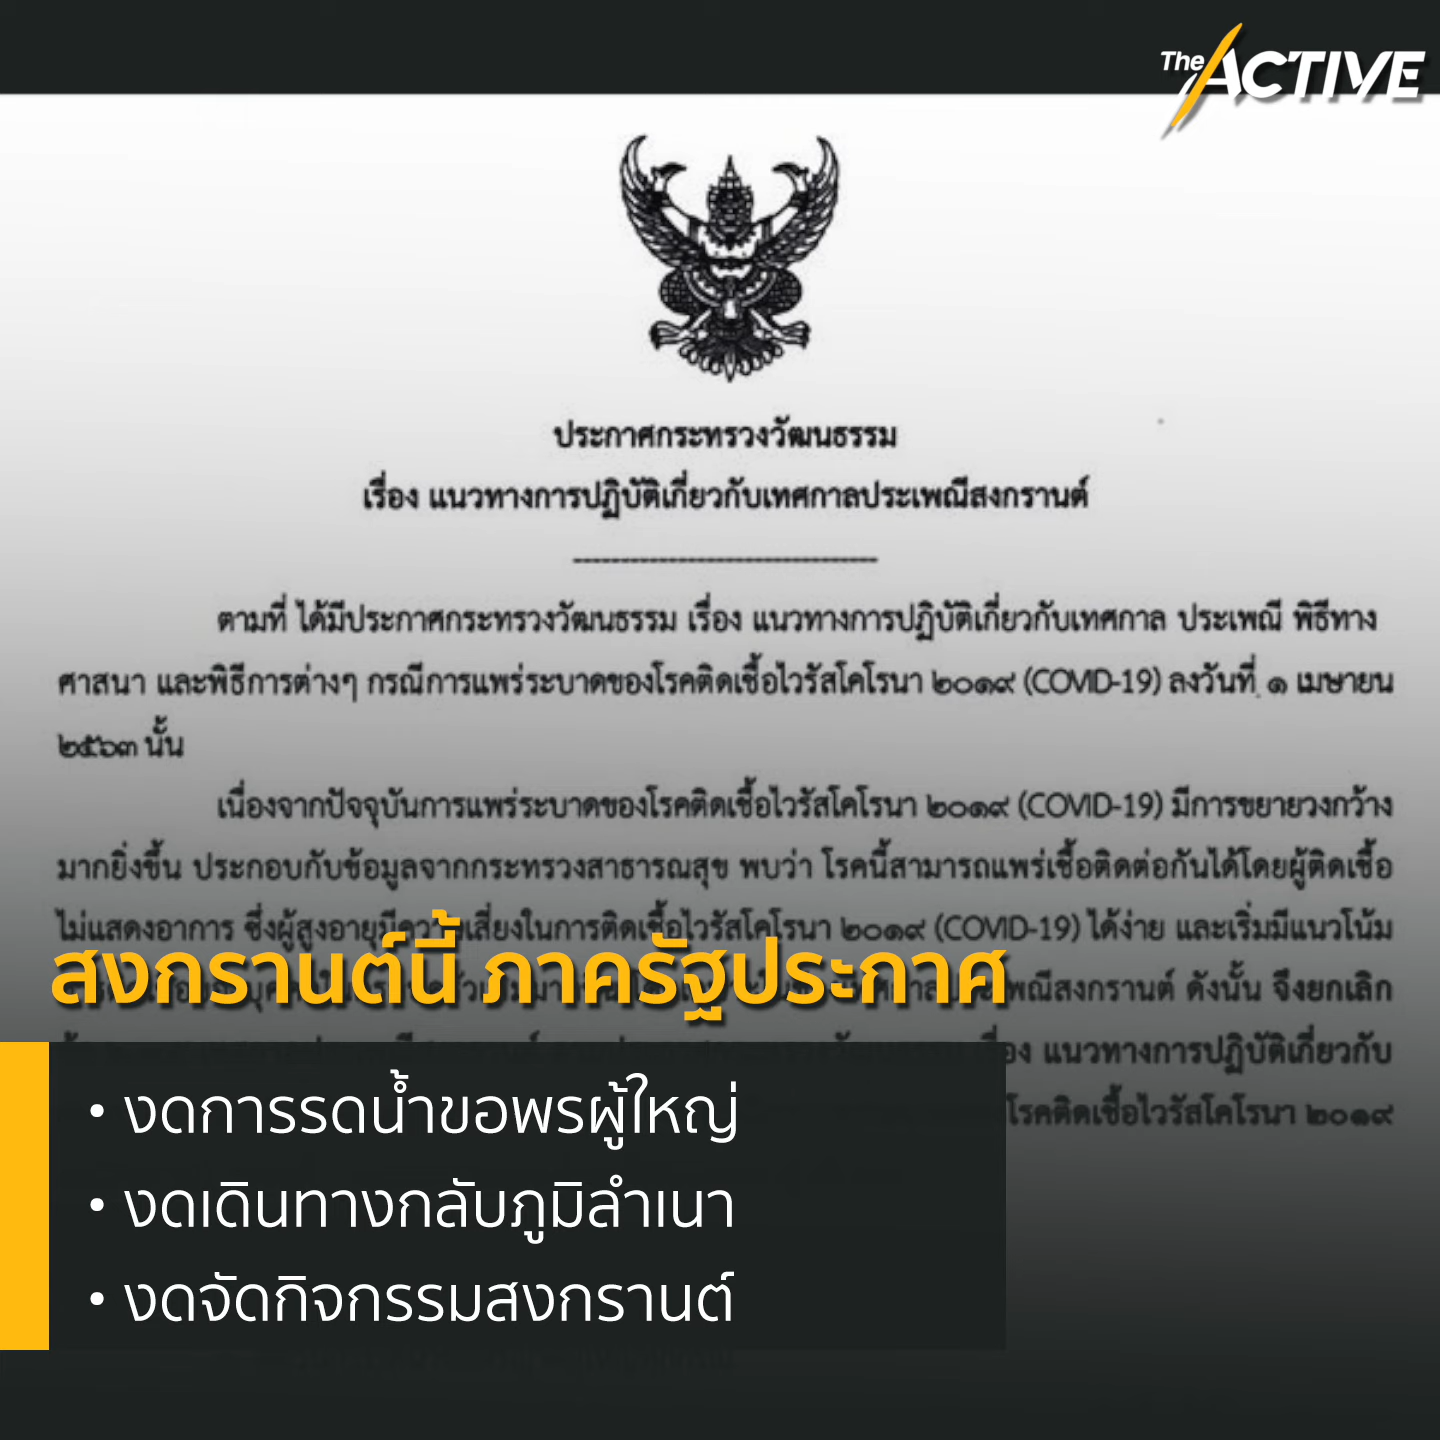 The ACTIVE
ประกาศกระทรวงวัฒนธรรม
เรื่อง แนวทางการปฏิบัติเกี่ยวกับเทศกาลประเพณีสงกรานต์
--------------------------------
ตามที่ ได้มีประกาศกระทรวงวัฒนธรรม เรื่อง แนวทางการปฏิบัติเกี่ยวกับเทศกาล ประเพณี พิธีทาง
ศาสนา และพิธีการต่างๆ กรณีการแพร่ระบาดของโรคติดเชื้อไวรัสโคโรนา ๒๐๑๙ (COVID-19) ลงวันที่ ๑ เมษายน
๒๕๖๓ นั้น
เนื่องจากปัจจุบันการแพร่ระบาดของโรคติดเชื้อไวรัสโคโรนา ๒๐๑๙ (COVID-19) มีการขยายวงกว้าง
มากยิ่งขึ้น ประกอบกับข้อมูลจากกระทรวงสาธารณสุข พบว่า โรคนี้สามารถแพร่เชื้อติดต่อกันได้โดยผู้ติดเชื้อ
ไม่แสดงอาการ ซึ่งผู้สูงอายุมีความเสี่ยงในการติดเชื้อไวรัสโคโรนา ๒๐๑๙ (COVID-19) ได้ง่าย และเริ่มมีแนวโน้ม
สงกรานต์นี้ ภาครัฐประกาศ
พณีสงกรานต์ ดังนั้น จึงยกเลิก
แนวทางการปฏิบัติเกี่ยวกับ
โรคติดเชื้อไวรัสโคโรนา ๒๐๑๙
• งดการรดน้ำขอพรผู้ใหญ่
• งดเดินทางกลับภูมิลำเนา
• งดจัดกิจกรรมสงกรานต์